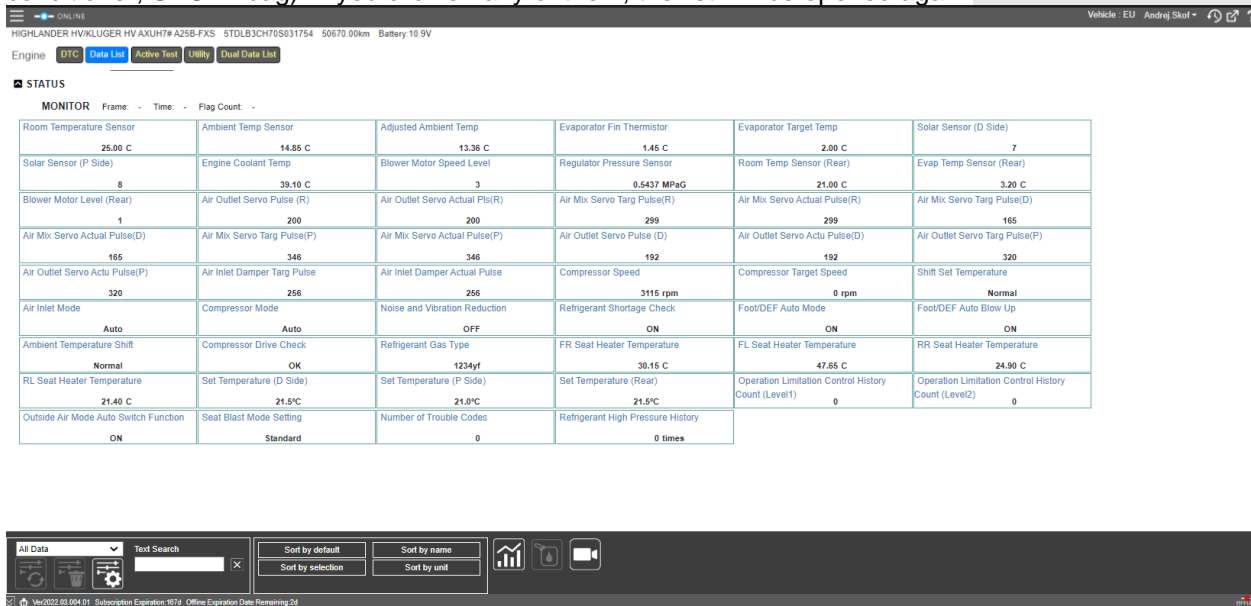 ONLINE
Vehicle : EU Andrej.Skof
HIGHLANDER HV/KLUGER HV AXUH7# A25B-FXS 5TDLB3CH70S031754 50670.00km Battery:10.9V
Engine DTC Data List Active Test Utility Dual Data List
STATUS
MONITOR Frame: - Time: - Flag Count: -
Room Temperature Sensor Ambient Temp Sensor Adjusted Ambient Temp Evaporator Fin Thermistor Evaporator Target Temp Solar Sensor (D Side)
25.00 C 14.85 C 13.36 C 1.45 C 2.00 C 7
Solar Sensor (P Side) Engine Coolant Temp Blower Motor Speed Level Regulator Pressure Sensor Room Temp Sensor (Rear) Evap Temp Sensor (Rear)
8 39.10 C 3 0.5437 MPaG 21.00 C 3.20 C
Blower Motor Level (Rear) Air Outlet Servo Pulse (R) Air Outlet Servo Actual Pls(R) Air Mix Servo Targ Pulse(R) Air Mix Servo Actual Pulse(R) Air Mix Servo Targ Pulse(D)
1 200 200 299 299 165
Air Mix Servo Actual Pulse(D) Air Mix Servo Targ Pulse(P) Air Mix Servo Actual Pulse(P) Air Outlet Servo Pulse (D) Air Outlet Servo Actu Pulse(D) Air Outlet Servo Targ Pulse(P)
165 346 346 192 192 320
Air Outlet Servo Actu Pulse(P) Air Inlet Damper Targ Pulse Air Inlet Damper Actual Pulse Compressor Speed Compressor Target Speed Shift Set Temperature
320 256 256 3115 rpm 0 rpm Normal
Air Inlet Mode Compressor Mode Noise and Vibration Reduction Refrigerant Shortage Check Foot/DEF Auto Mode Foot/DEF Auto Blow Up
Auto Auto OFF ON ON ON
Ambient Temperature Shift Compressor Drive Check Refrigerant Gas Type FR Seat Heater Temperature FL Seat Heater Temperature RR Seat Heater Temperature
Normal OK 1234yf 30.15 C 47.65 C 24.90 C
RL Seat Heater Temperature Set Temperature (D Side) Set Temperature (P Side) Set Temperature (Rear) Operation Limitation Control History Count (Level1) Operation Limitation Control History Count (Level2)
21.40 C 21.5°C 21.0°C 21.5°C 0 0
Outside Air Mode Auto Switch Function Seat Blast Mode Setting Number of Trouble Codes Refrigerant High Pressure History
ON Standard 0 0 times
All Data Text Search Sort by default Sort by name
Sort by selection Sort by unit
Ver2022.03.004.01 Subscription Expiration:167d Offline Expiration Date Remaining:2d